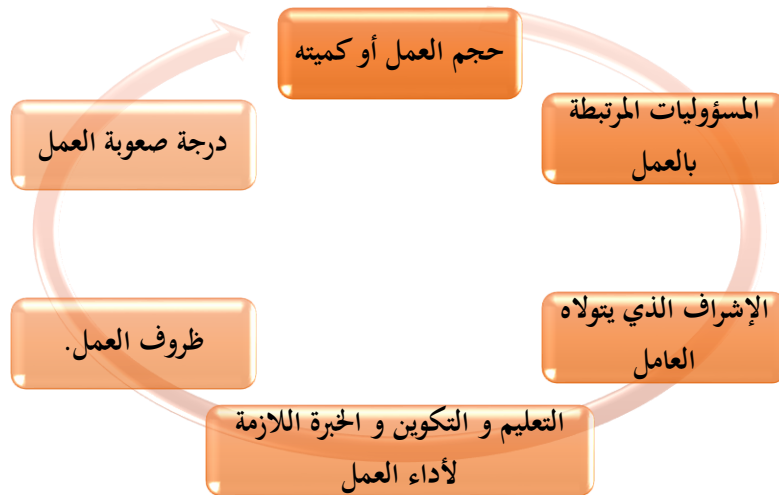 حجم العمل أو كميته
المسؤوليات المرتبطة
بالعمل
الإشراف الذي يتولاه
العامل
التعليم و التكوين و الخبرة اللازمة
لأداء العمل
ظروف العمل.
درجة صعوبة العمل